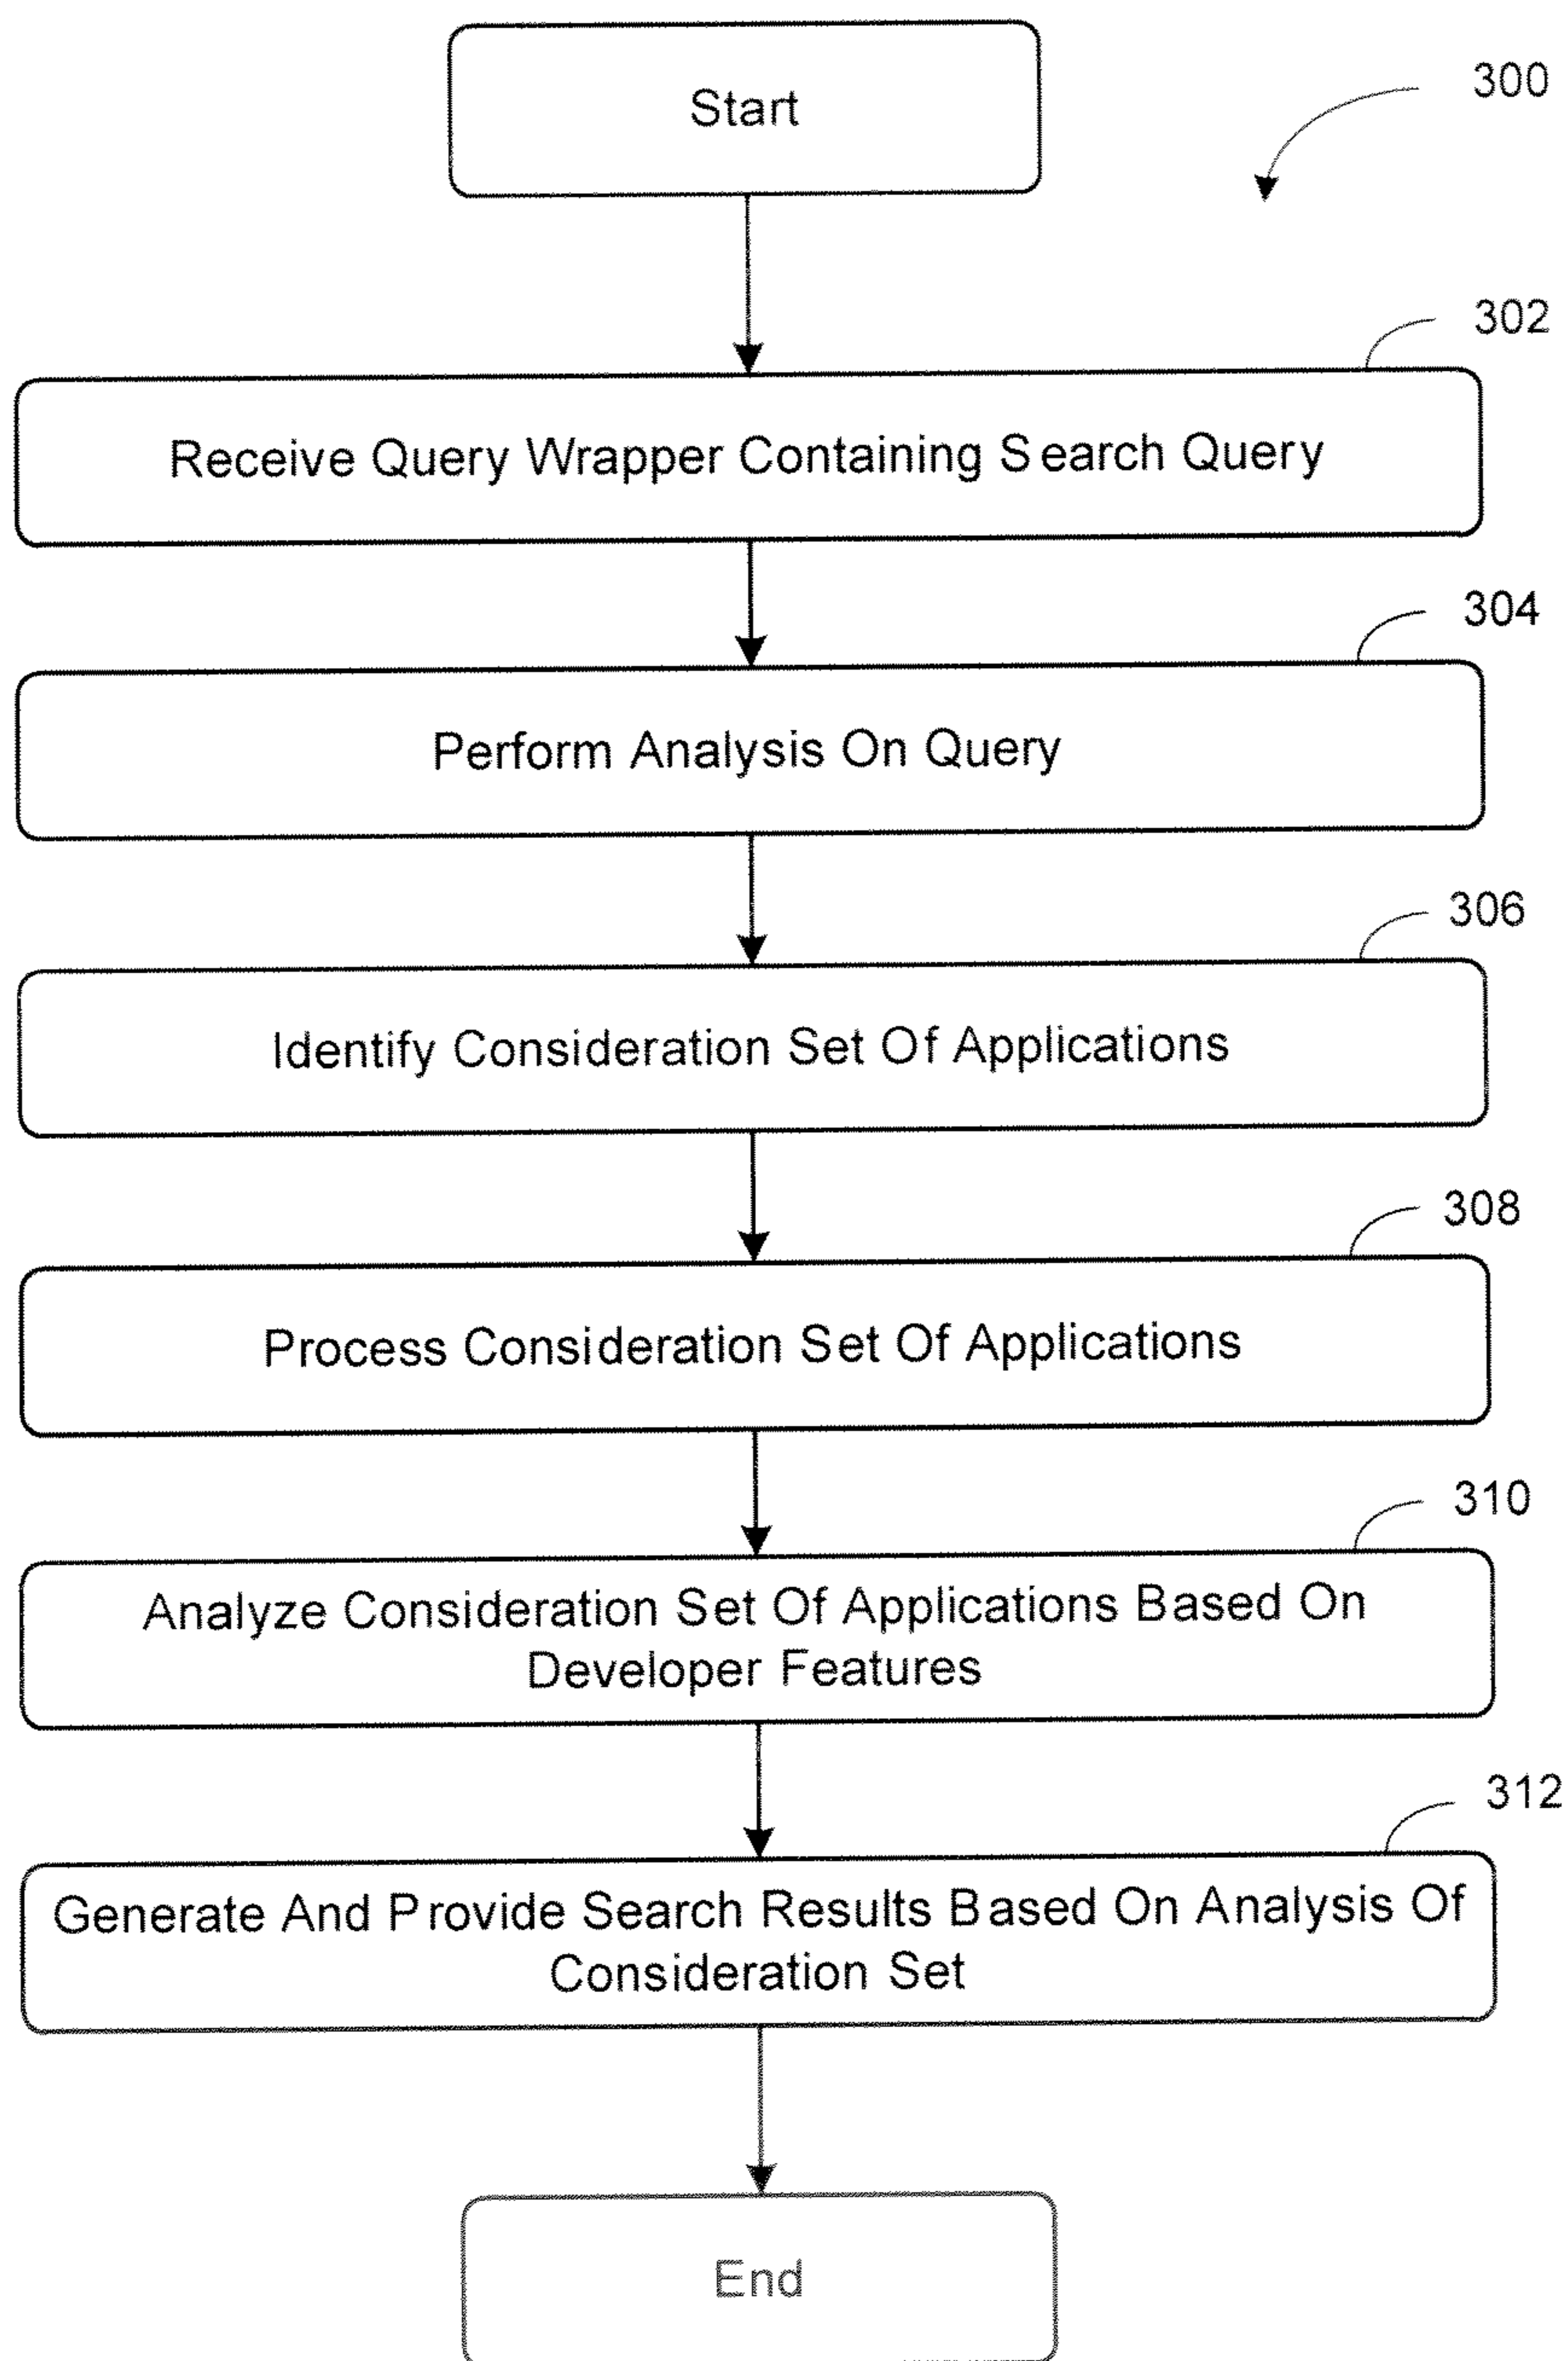 Start
300
302
Receive Query Wrapper Containing Search Query
304
Perform Analysis On Query
306
Identify Consideration Set Of Applications
308
Process Consideration Set Of Applications
310
Analyze Consideration Set Of Applications Based On
Developer Features
312
Generate And Provide Search Results Based On Analysis Of
Consideration Set
End